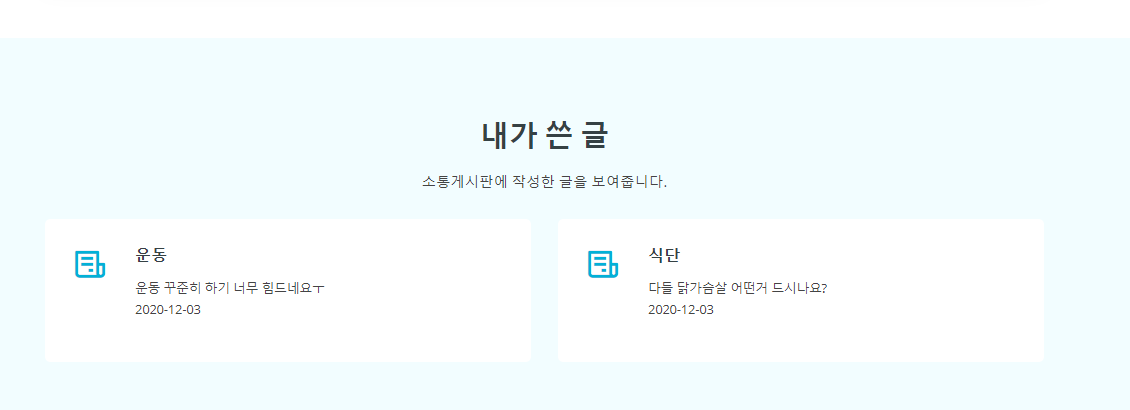 내가 쓴 글
소통게시판에 작성한 글을 보여줍니다.
운동
운동 꾸준히 하기 너무 힘드네요ㅜ
2020-12-03
식단
다들 닭가슴살 어떤거 드시나요?
2020-12-03